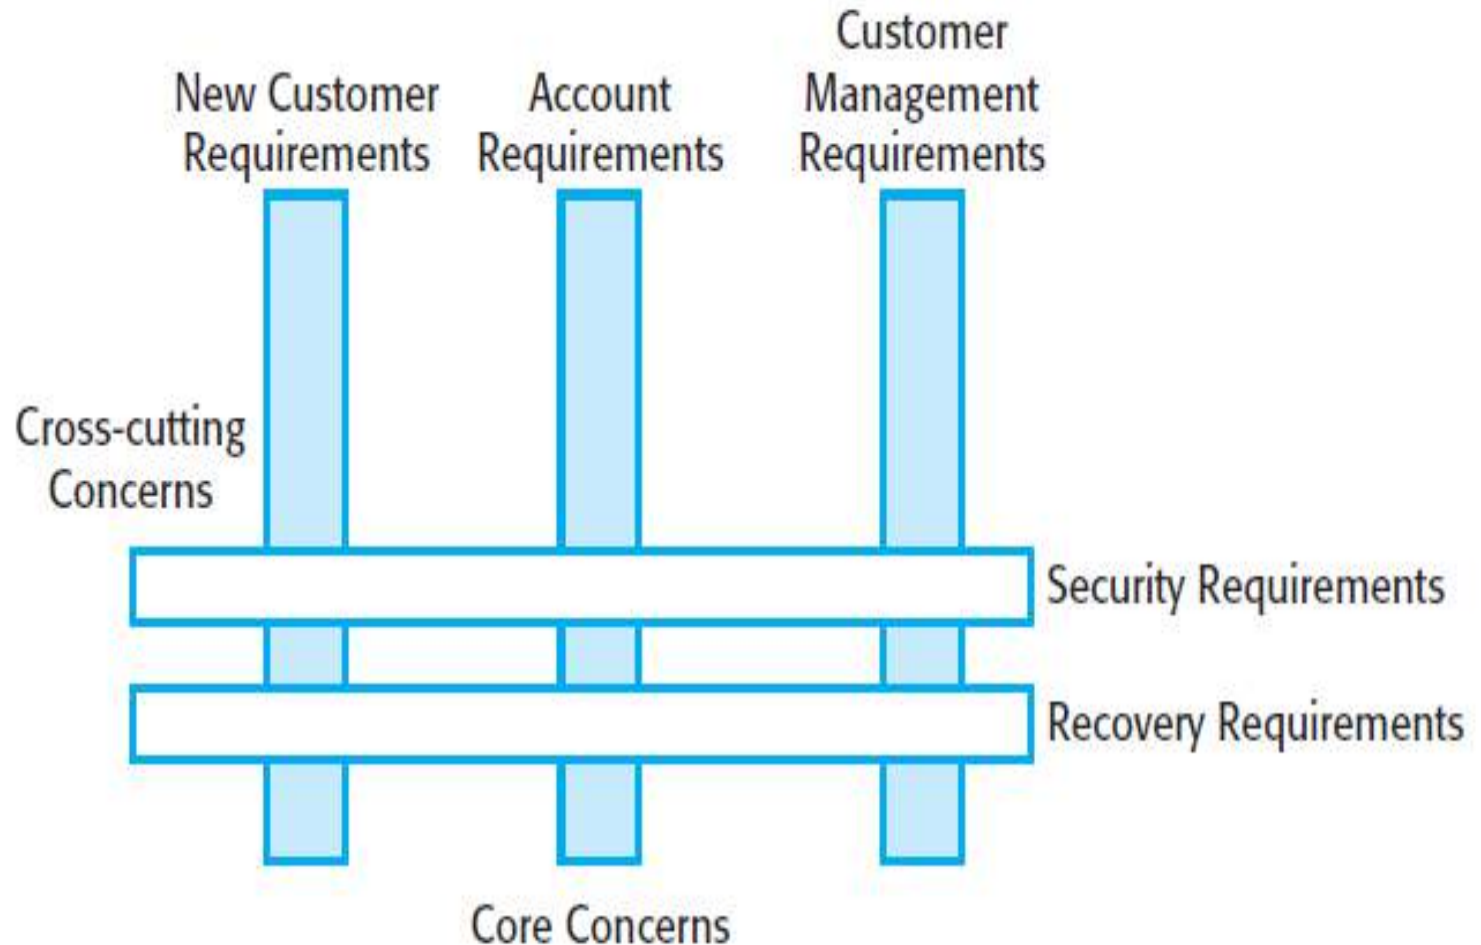 New Customer
Requirements
Account
Requirements
Customer
Management
Requirements
Cross-cutting
Concerns
Security Requirements
Recovery Requirements
Core Concerns